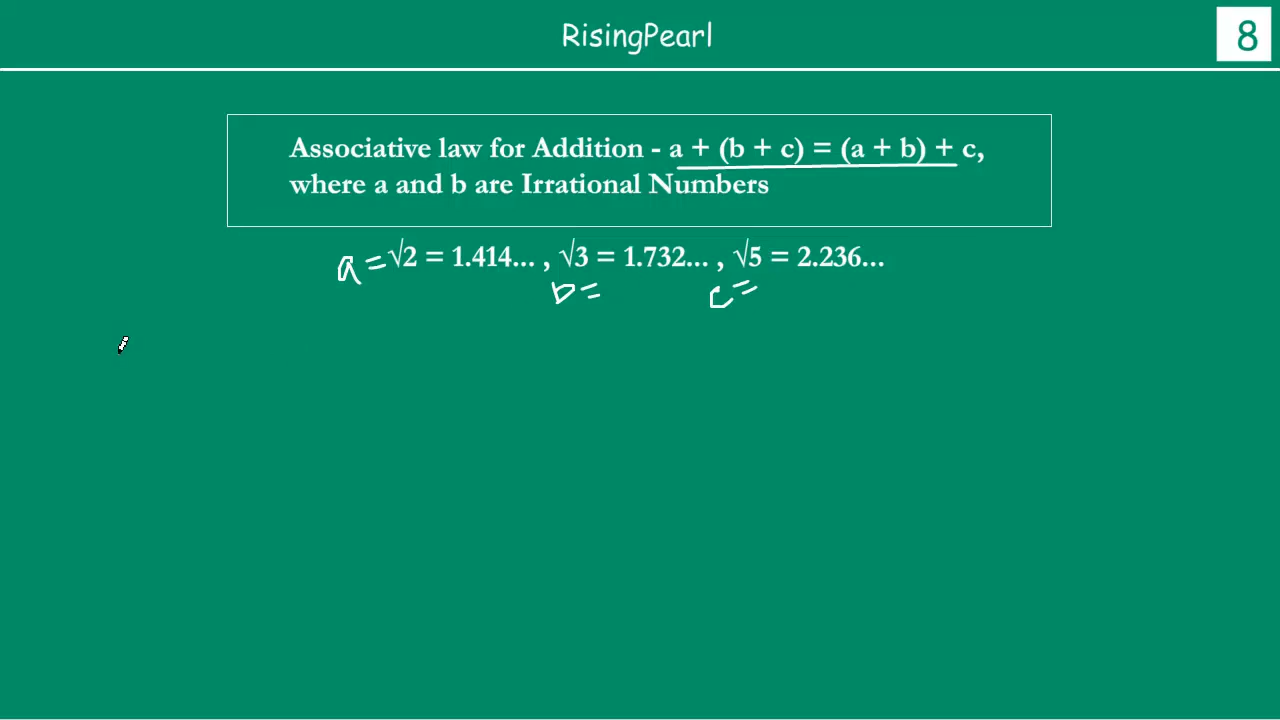 RisingPearl
8
Associative law for Addition - a + (b + c) = (a + b) + c,
where a and b are Irrational Numbers
a = √2 = 1.414... , √3 = 1.732... , √5 = 2.236...
b = c =